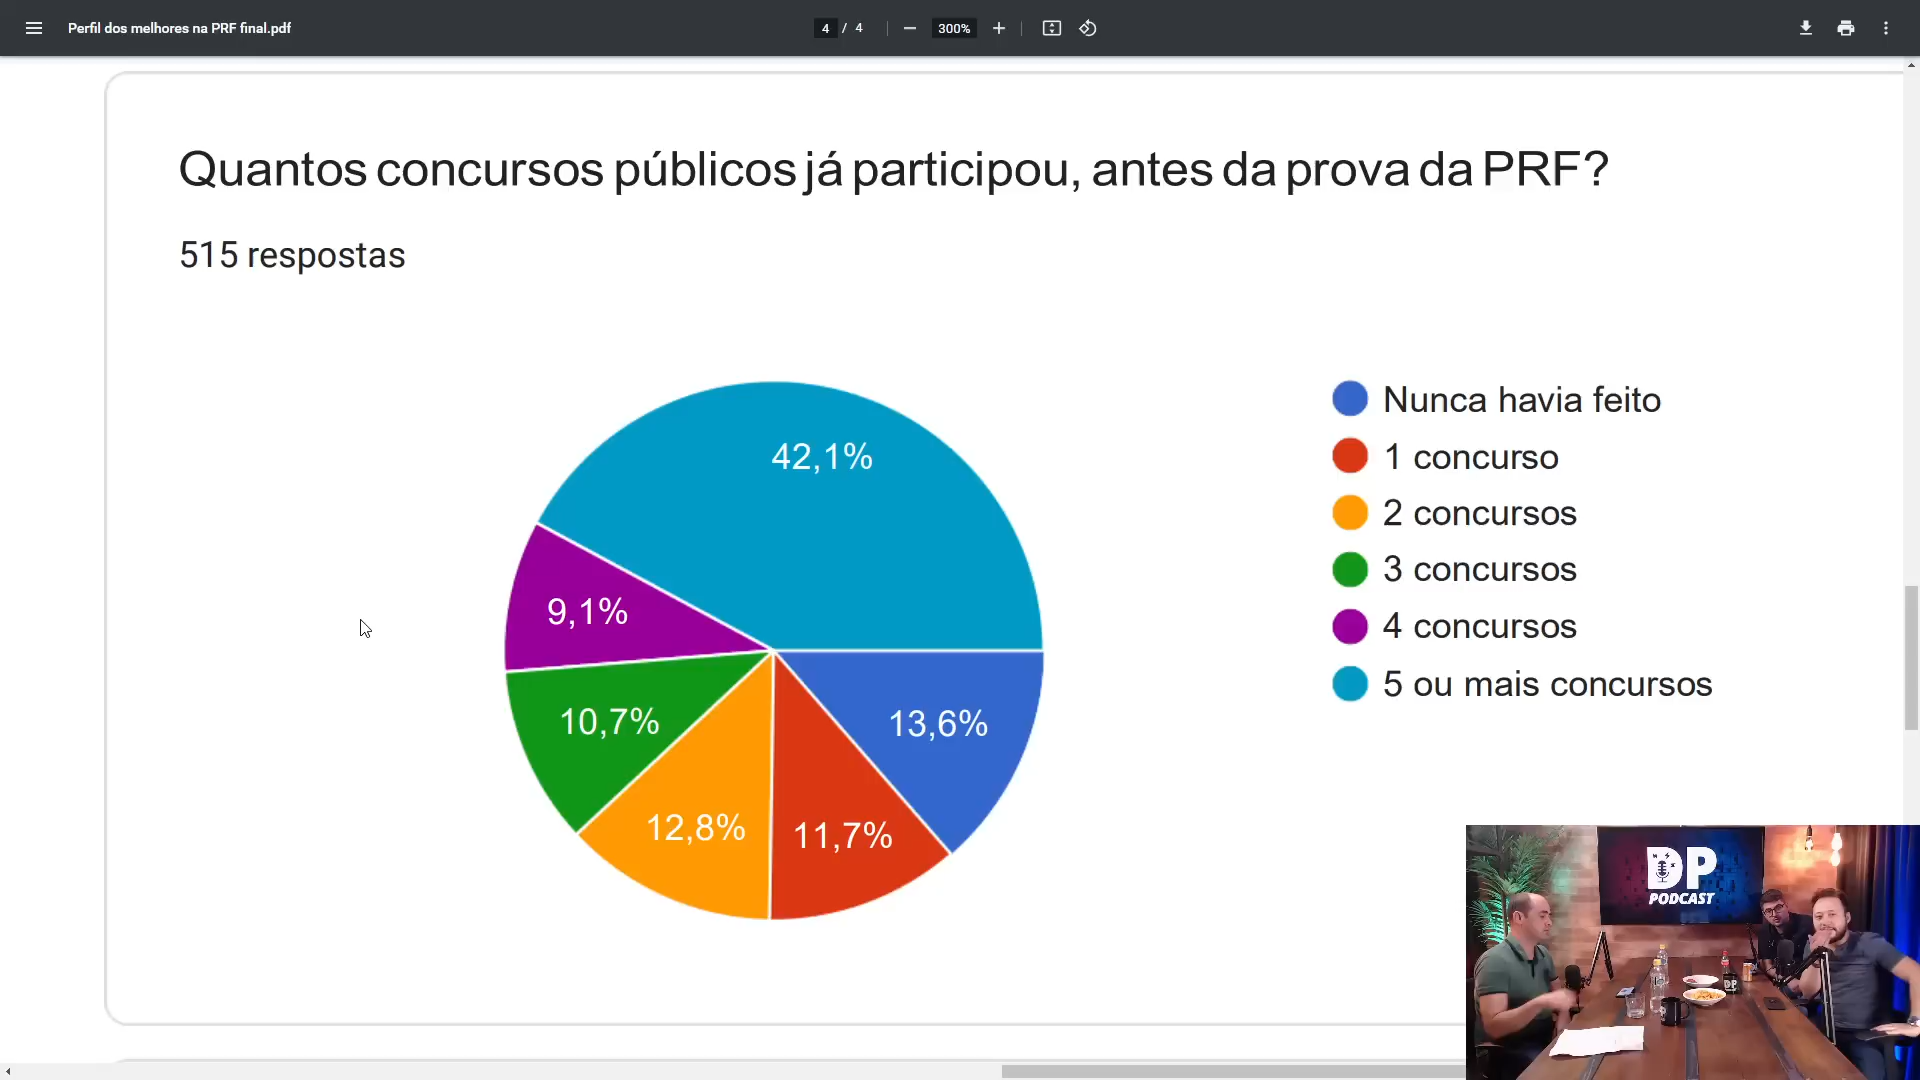 Perfil dos melhores na PRF final.pdf
4 / 4
300%
Quantos concursos públicos já participou, antes da prova da PRF?
515 respostas
42,1%
9,1%
10,7%
12,8%
11,7%
13,6%
Nunca havia feito
1 concurso
2 concursos
3 concursos
4 concursos
5 ou mais concursos
DP
PODCAST
DP